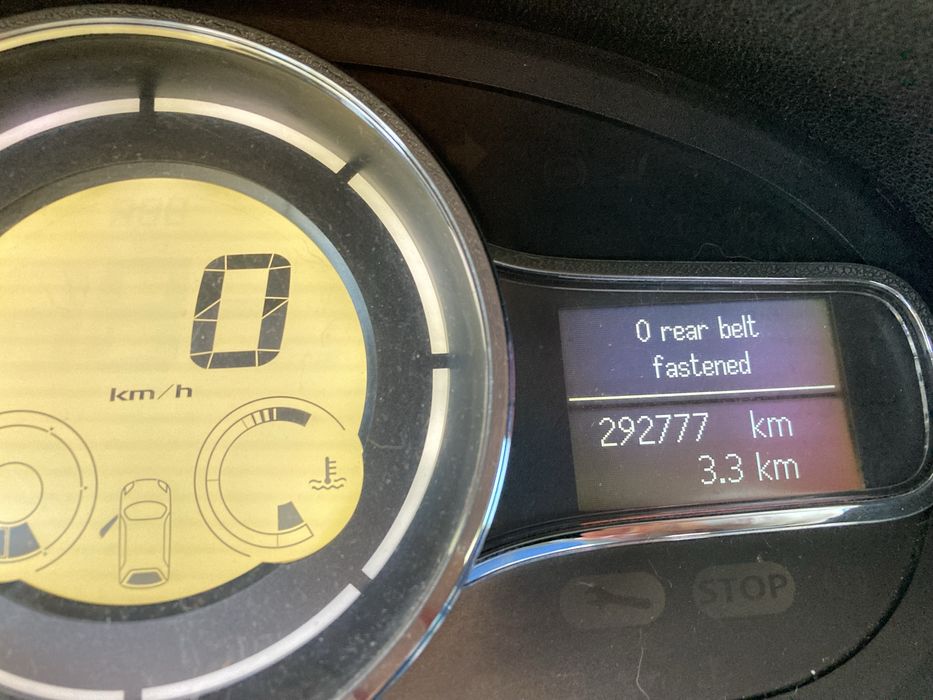 0
km/h
0 rear belt
fastened
292777 km
3.3 km
STOP